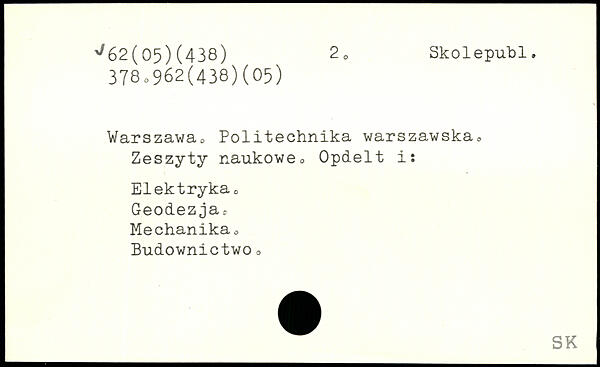 ✓62(05)(438) 2. Skolepubl.
378.962(438)(05)
Warszawa. Politechnika warszawska.
Zeszyty naukowe. Opdelt i:
Elektryka.
Geodezja.
Mechanika.
Budownictwo.
SK